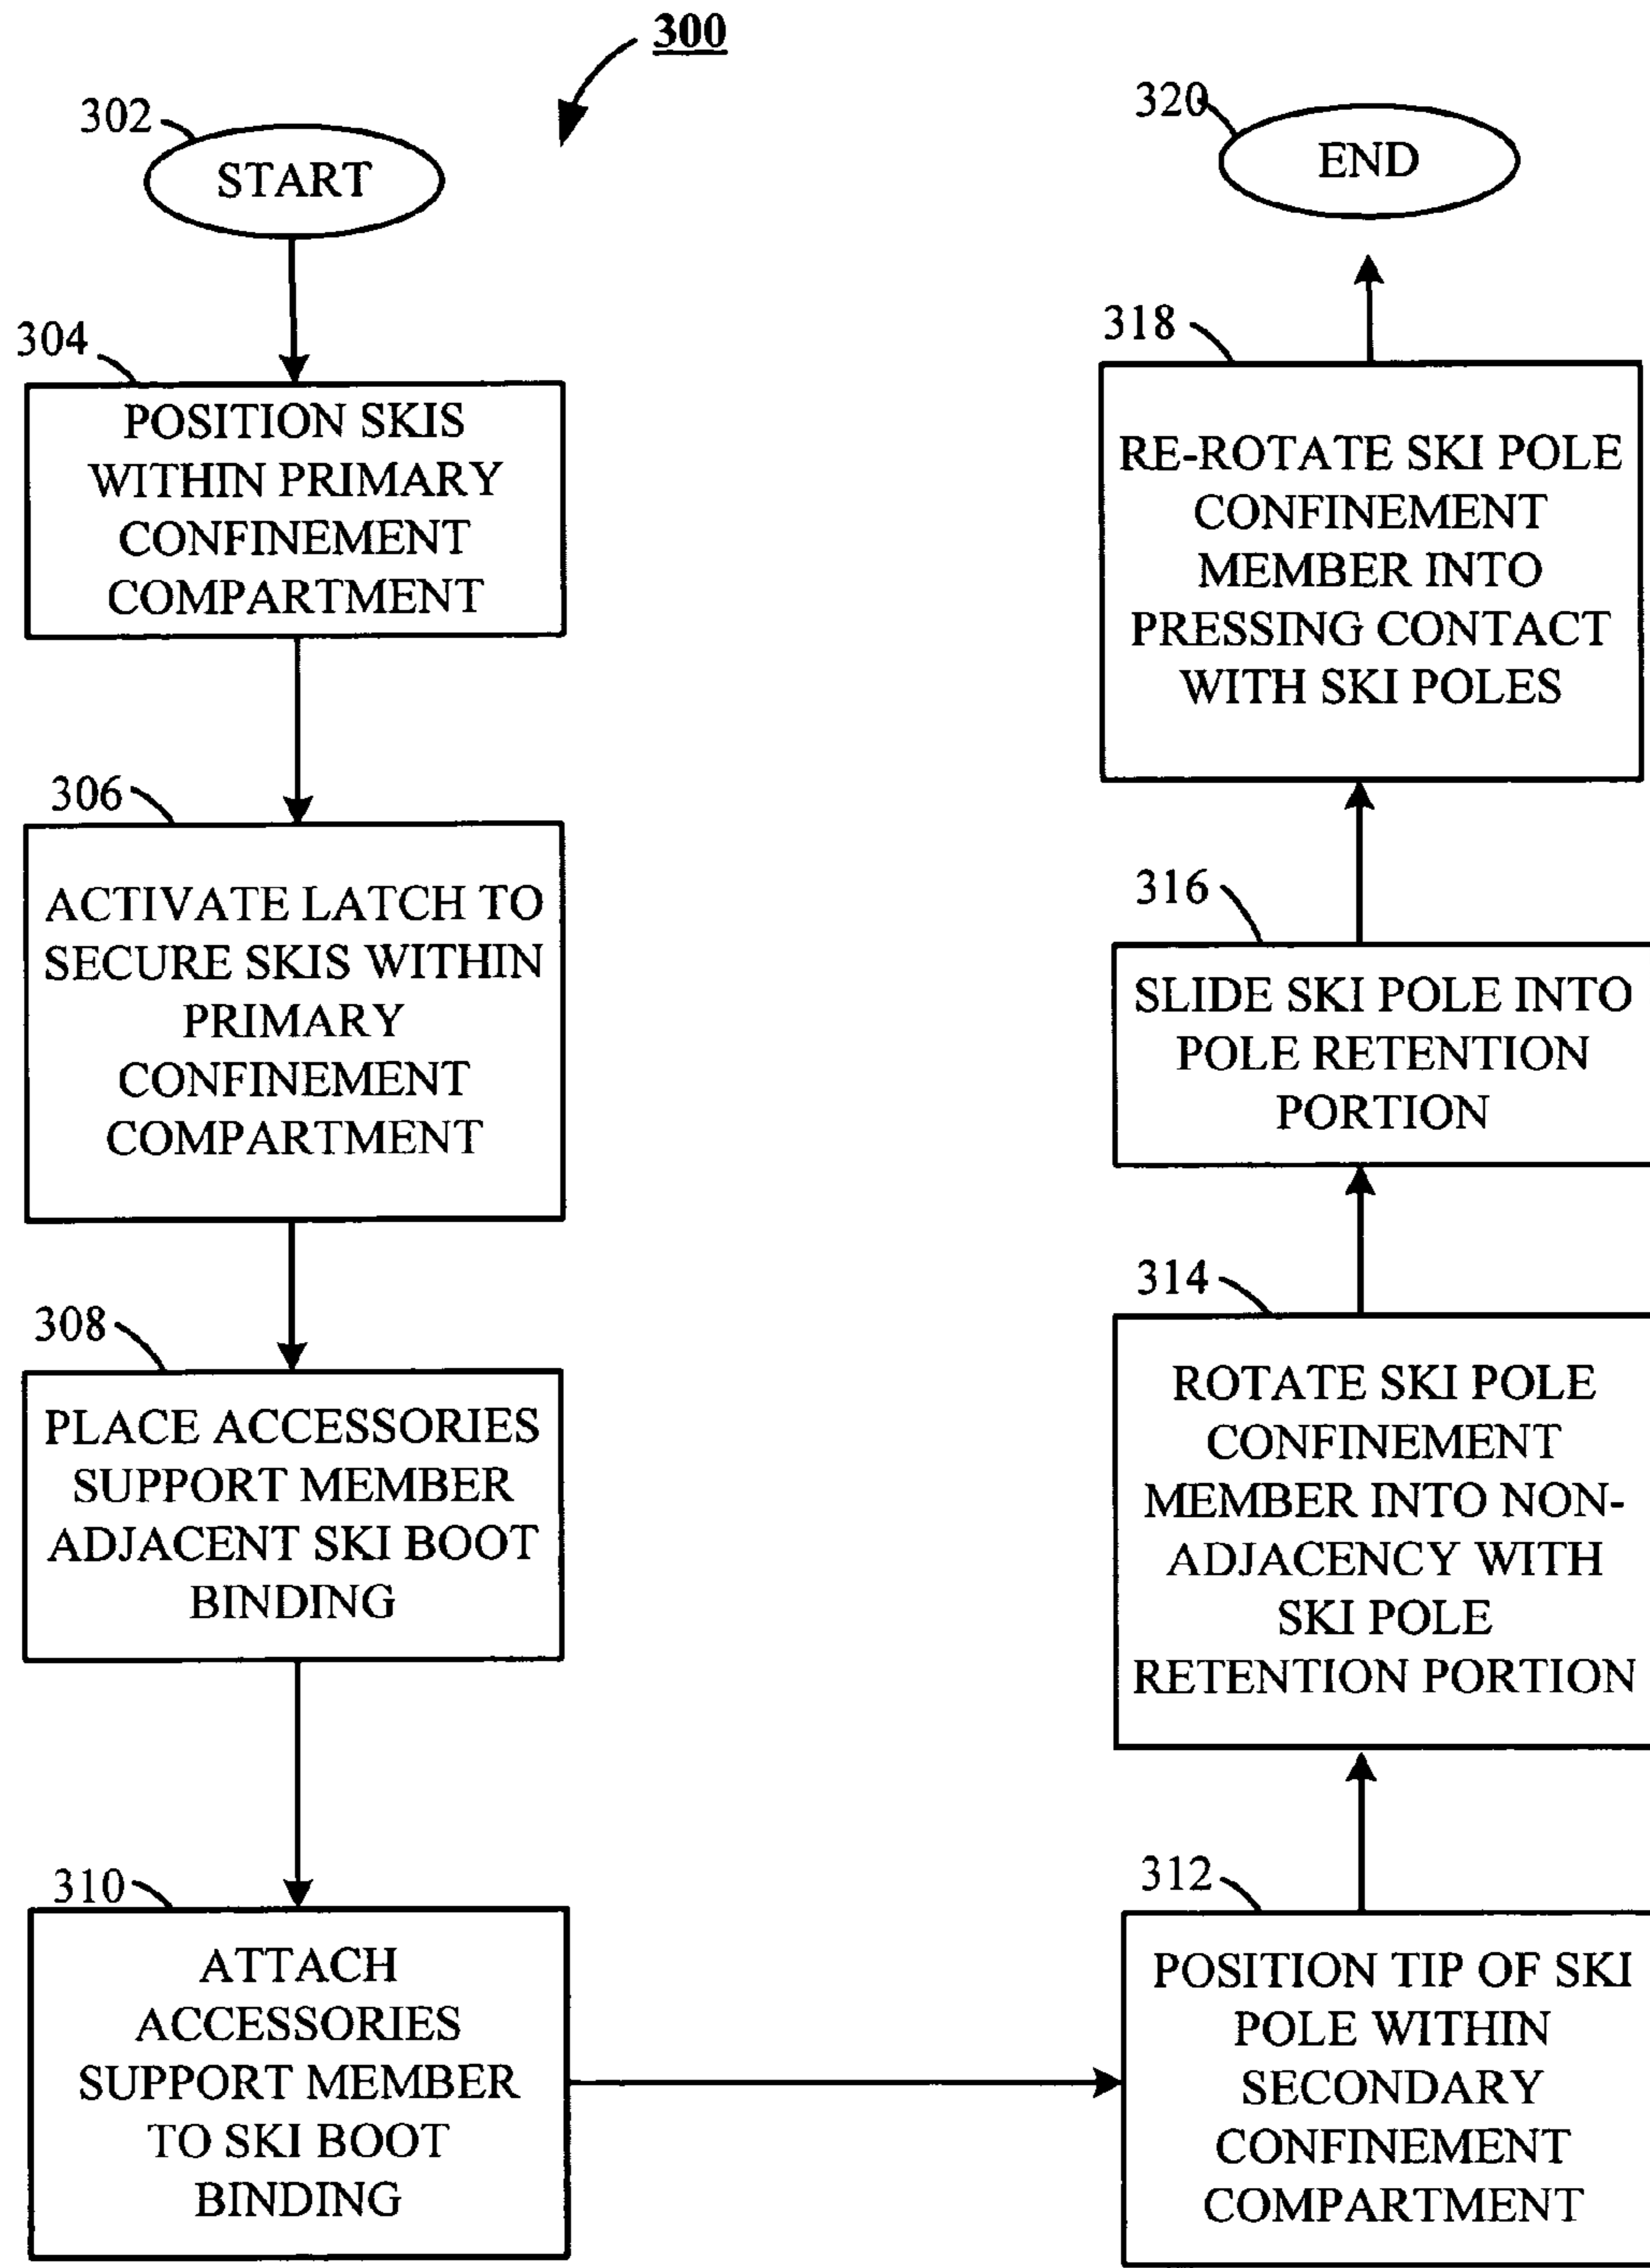 300
302
START
304
POSITION SKIS
WITHIN PRIMARY
CONFINEMENT
COMPARTMENT
306
ACTIVATE LATCH TO
SECURE SKIS WITHIN
PRIMARY
CONFINEMENT
COMPARTMENT
308
PLACE ACCESSORIES
SUPPORT MEMBER
ADJACENT SKI BOOT
BINDING
310
ATTACH
ACCESSORIES
SUPPORT MEMBER
TO SKI BOOT
BINDING
312
POSITION TIP OF SKI
POLE WITHIN
SECONDARY
CONFINEMENT
COMPARTMENT
314
ROTATE SKI POLE
CONFINEMENT
MEMBER INTO NON-
ADJACENCY WITH
SKI POLE
RETENTION PORTION
316
SLIDE SKI POLE INTO
POLE RETENTION
PORTION
318
RE-ROTATE SKI POLE
CONFINEMENT
MEMBER INTO
PRESSING CONTACT
WITH SKI POLES
320
END